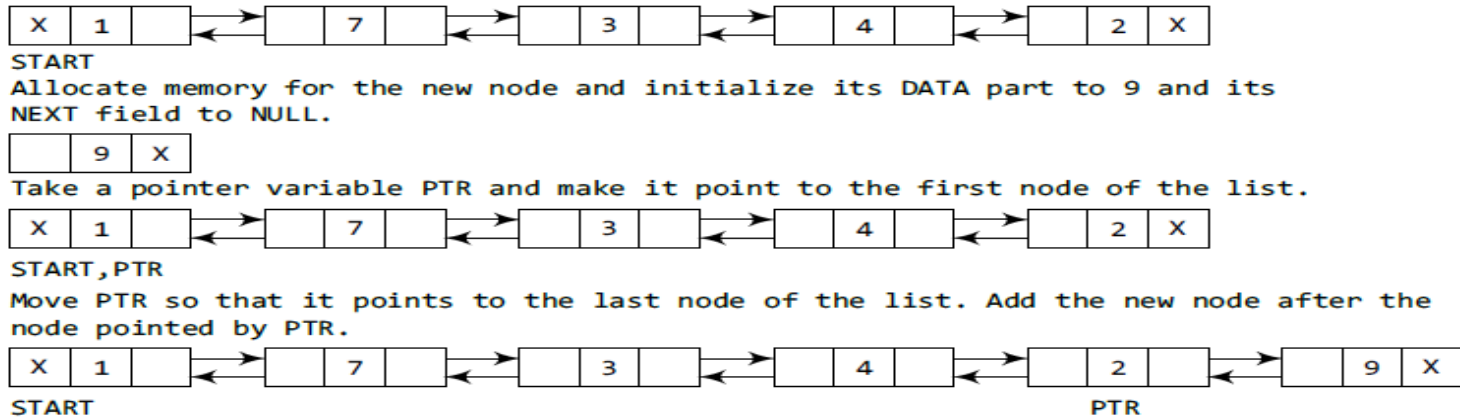 X 1 7 3 4 2 X
START
Allocate memory for the new node and initialize its DATA part to 9 and its
NEXT field to NULL.
9 X
Take a pointer variable PTR and make it point to the first node of the list.
X 1 7 3 4 2 X
START,PTR
Move PTR so that it points to the last node of the list. Add the new node after the
node pointed by PTR.
X 1 7 3 4 2 9 X
START PTR